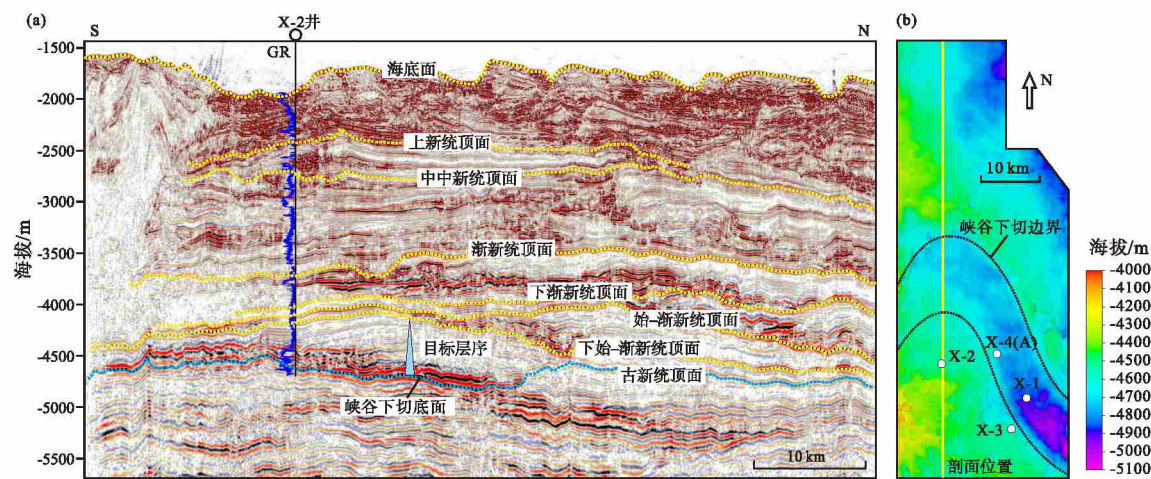 (a)
S
X-2井
GR
N
海底面
上新统顶面
中中新统顶面
渐新统顶面
下渐新统顶面
始–渐新统顶面
目标层序
下始–渐新统顶面
古新统顶面
峡谷下切底面
10 km
海拔/m
-1500
-2000
-2500
-3000
-3500
-4000
-4500
-5000
-5500
(b)
N
10 km
峡谷下切边界
X-4(A)
X-2
X-1
X-3
剖面位置
海拔/m
-4000
-4100
-4200
-4300
-4400
-4500
-4600
-4700
-4800
-4900
-5000
-5100